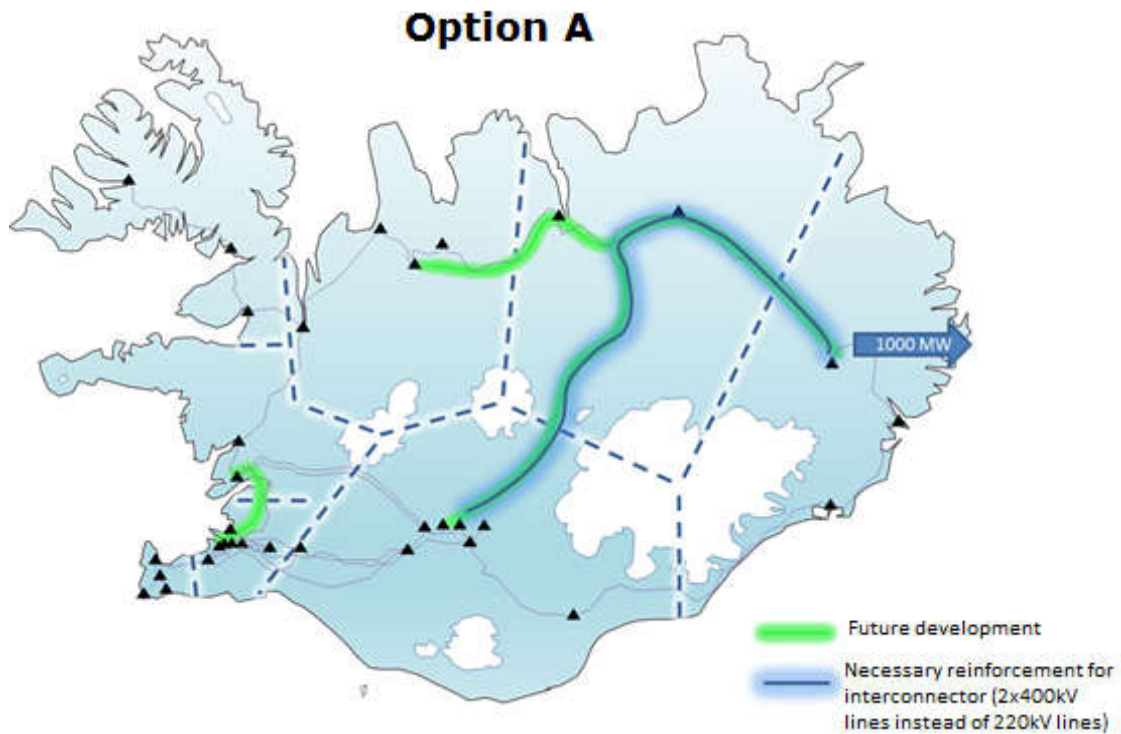 Option A
1000 MW
Future development
Necessary reinforcement for
interconnector (2x400kV
lines instead of 220kV lines)